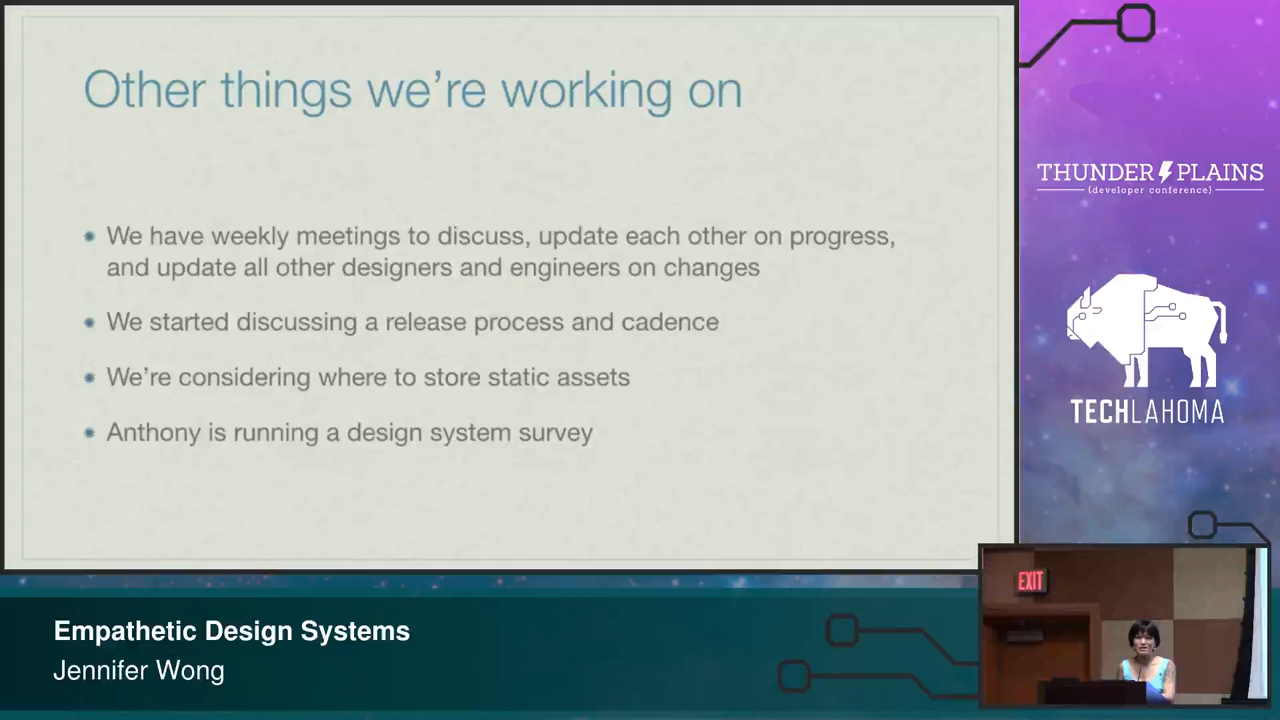 Other things we're working on
We have weekly meetings to discuss, update each other on progress,
and update all other designers and engineers on changes
We started discussing a release process and cadence
We're considering where to store static assets
Anthony is running a design system survey
THUNDER PLAINS
{developer conference}
TECHLAHOMA
EXIT
Empathetic Design Systems
Jennifer Wong